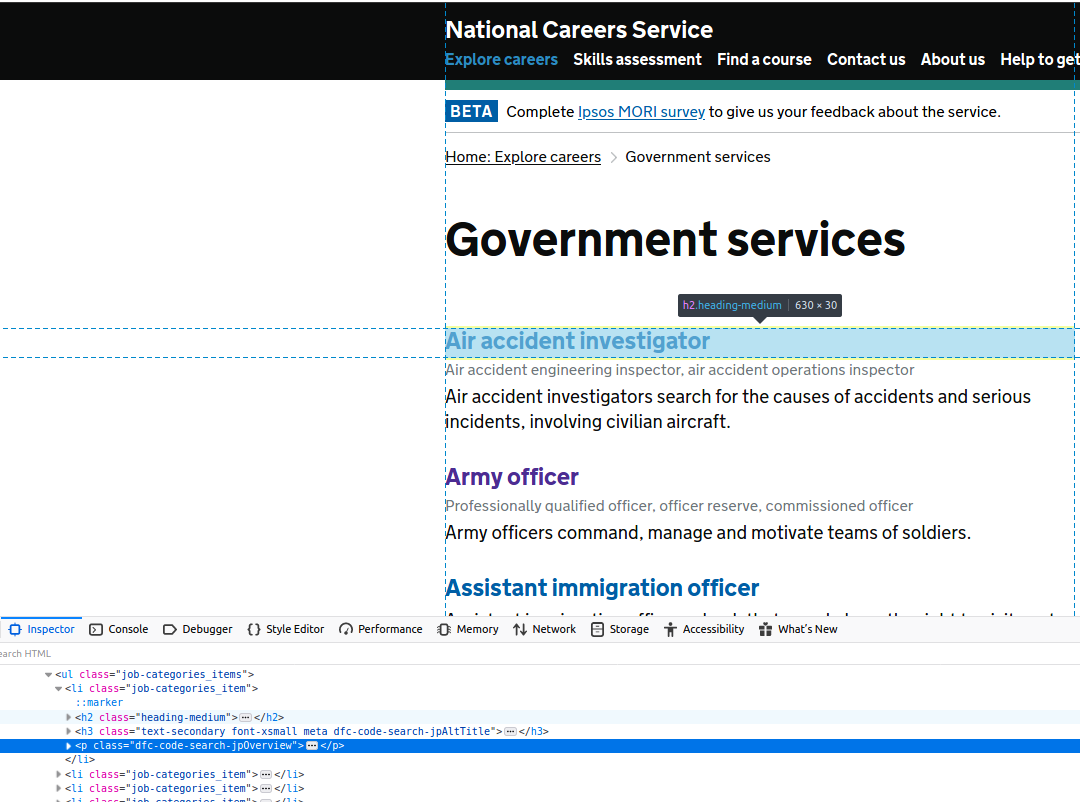 National Careers Service
Explore careers Skills assessment Find a course Contact us About us Help to get
BETA Complete Ipsos MORI survey to give us your feedback about the service.
Home: Explore careers > Government services
Government services
h2.heading-medium | 630 × 30
Air accident investigator
Air accident engineering inspector, air accident operations inspector
Air accident investigators search for the causes of accidents and serious
incidents, involving civilian aircraft.
Army officer
Professionally qualified officer, officer reserve, commissioned officer
Army officers command, manage and motivate teams of soldiers.
Assistant immigration officer
Inspector Console Debugger {} Style Editor Performance Memory Network Storage Accessibility What's New
earch HTML
<ul class="job-categories_items">
<li class="job-categories_item">
::marker
<h2 class="heading-medium">…</h2>
<h3 class="text-secondary font-xsmall meta dfc-code-search-jpAltTitle">…</h3>
<p class="dfc-code-search-jpOverview">…</p>
</li>
<li class="job-categories_item">…</li>
<li class="job-categories_item">…</li>
<li class="job-categories_item">…</li>